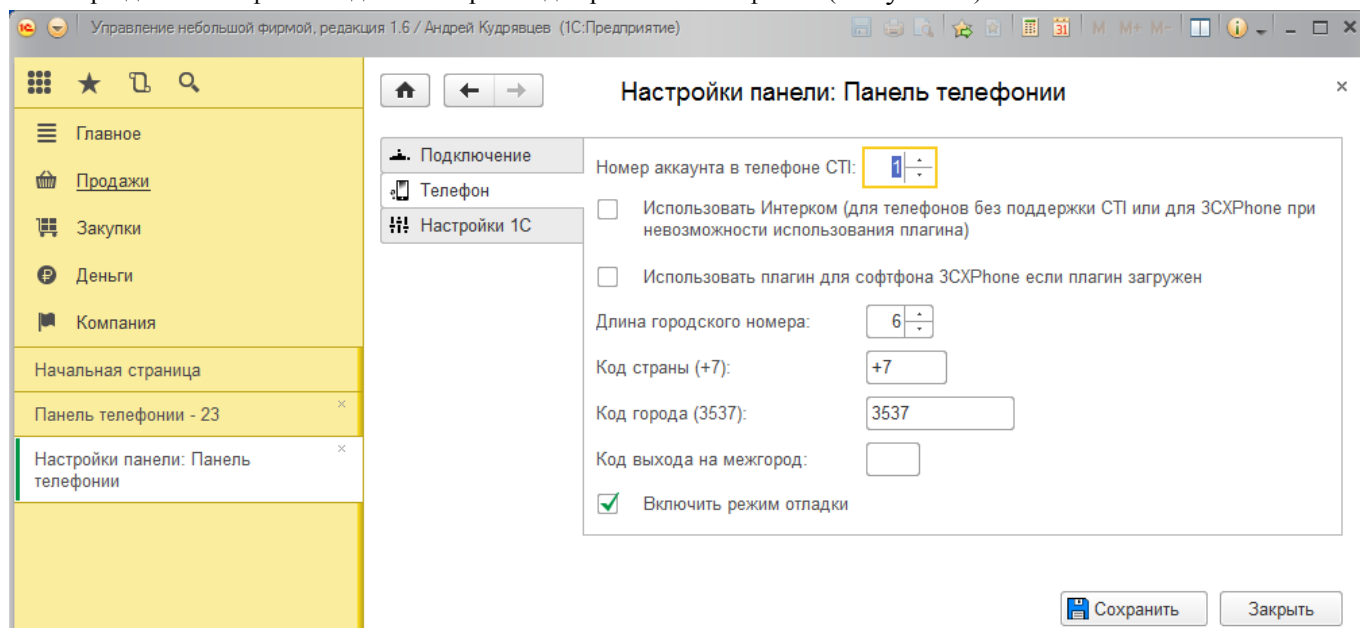 Управление небольшой фирмой, редакция 1.6 / Андрей Кудрявцев (1С:Предприятие)
M M+ M-
Настройки панели: Панель телефонии
Главное
Продажи
Закупки
Деньги
Компания
Начальная страница
Панель телефонии - 23
Настройки панели: Панель
телефонии
Подключение
Телефон
Настройки 1С
Номер аккаунта в телефоне CTI: 1
Использовать Интерком (для телефонов без поддержки CTI или для 3CXPhone при
невозможности использования плагина)
Использовать плагин для софтфона 3CXPhone если плагин загружен
Длина городского номера: 6
Код страны (+7): +7
Код города (3537): 3537
Код выхода на межгород:
Включить режим отладки
Сохранить Закрыть